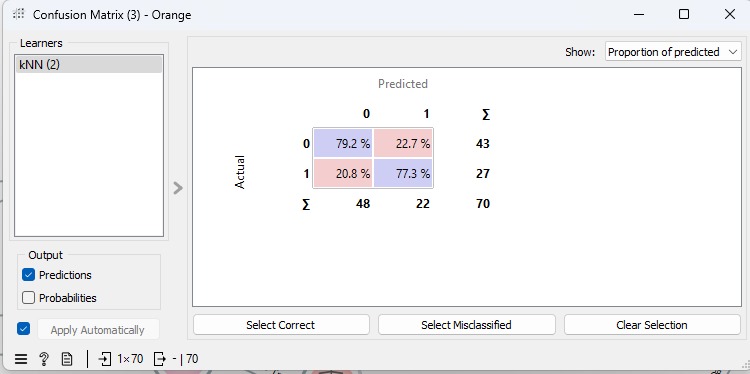 Confusion Matrix (3) - Orange
Learners
kNN (2)
Show: Proportion of predicted
Predicted
0 1 Σ
Actual
0 79.2 % 22.7 % 43
1 20.8 % 77.3 % 27
Σ 48 22 70
Output
Predictions
Probabilities
Apply Automatically
Select Correct Select Misclassified Clear Selection
1×70 - | 70